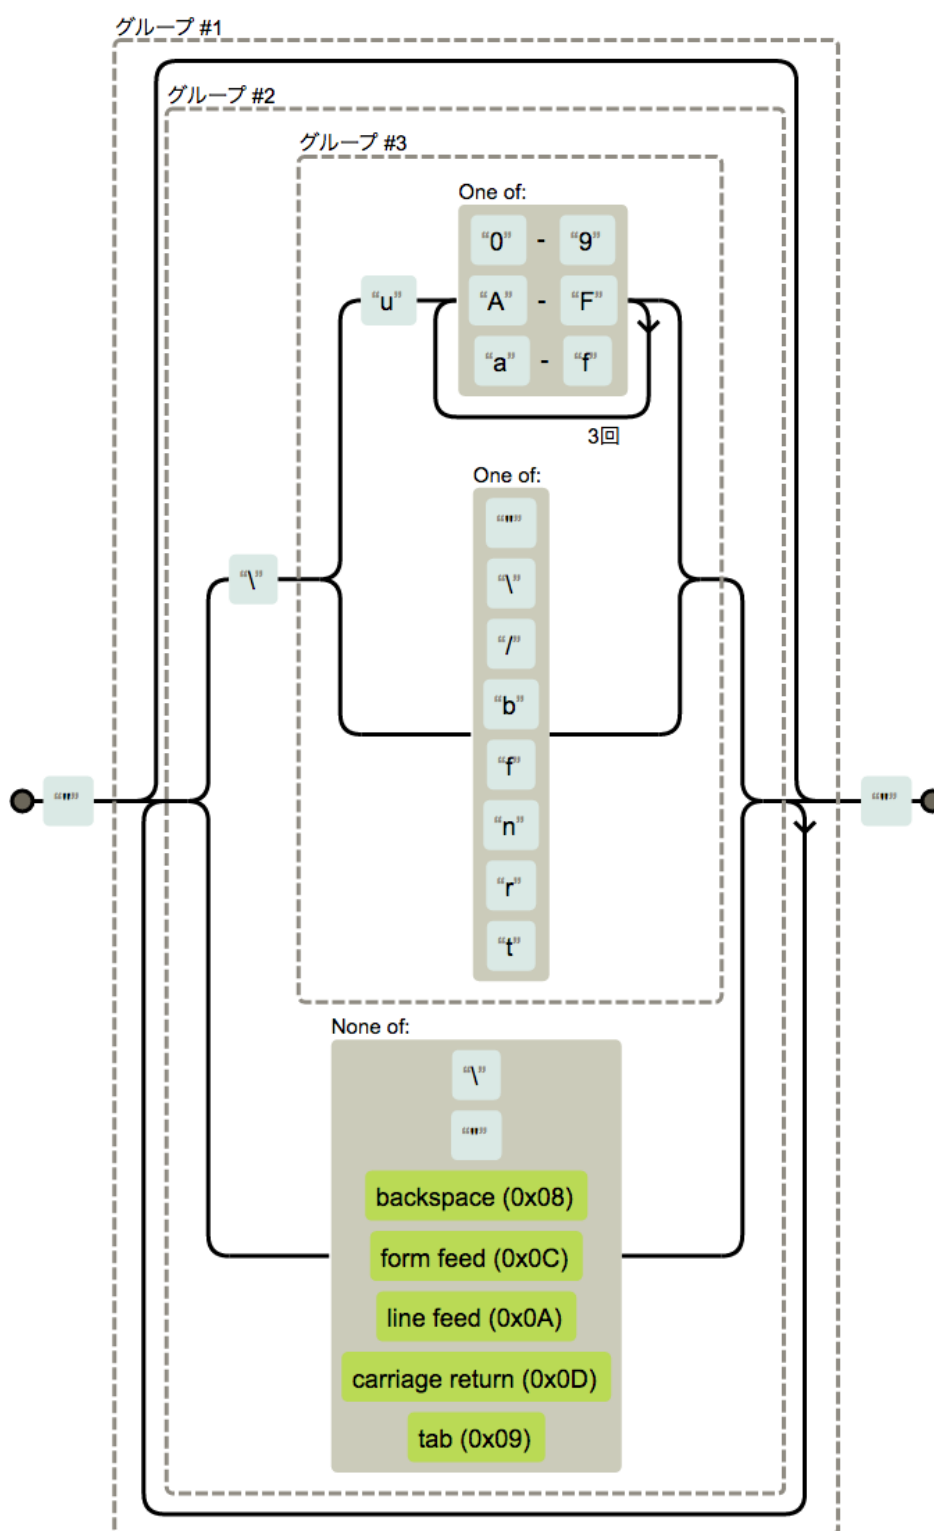 グループ #1
グループ #2
グループ #3
One of:
“0” - “9”
“u” “A” - “F”
“a” - “f”
3回
One of:
“"”
“\”
“/”
“b”
“f”
“n”
“r”
“t”
“\”
“"” “"”
None of:
“\”
“"”
backspace (0x08)
form feed (0x0C)
line feed (0x0A)
carriage return (0x0D)
tab (0x09)